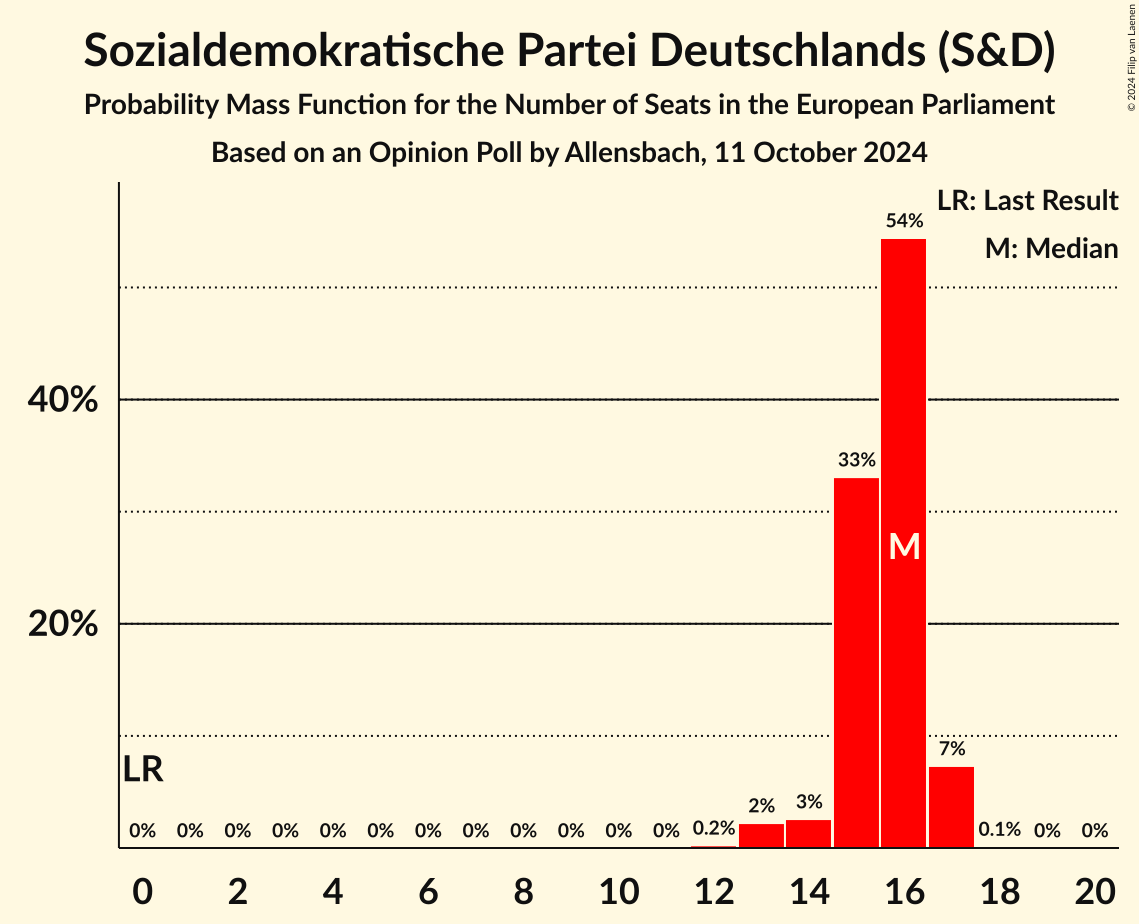 Sozialdemokratische Partei Deutschlands (S&D)
Probability Mass Function for the Number of Seats in the European Parliament
Based on an Opinion Poll by Allensbach, 11 October 2024
© 2024 Filip van Laenen
LR: Last Result
M: Median
54%
40%
33%
M
20%
7%
LR
0% 0% 0% 0% 0% 0% 0% 0% 0% 0% 0% 0% 0.2% 2% 3% 0.1% 0% 0%
0 2 4 6 8 10 12 14 16 18 20